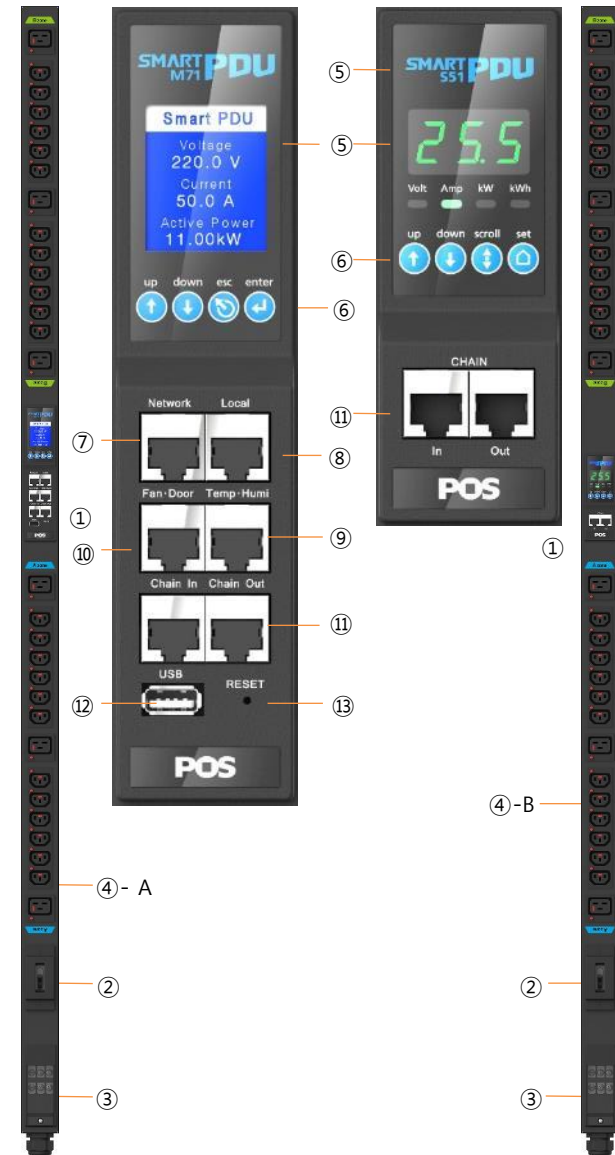 SMART PDU
M71
Smart PDU
Voltage
220.0 V
Current
50.0 A
Active Power
11.00kW
up down esc enter
Network Local
Fan·Door Temp·Humi
Chain In Chain Out
USB
RESET
POS
SMART PDU
S51
25.5
Volt Amp kW kWh
up down scroll set
CHAIN
In Out
POS
⑤
⑤
⑥
⑥
⑦
⑧
⑪
①
⑩
⑨
①
⑪
⑫
⑬
④-B
④- A
②
②
③
③